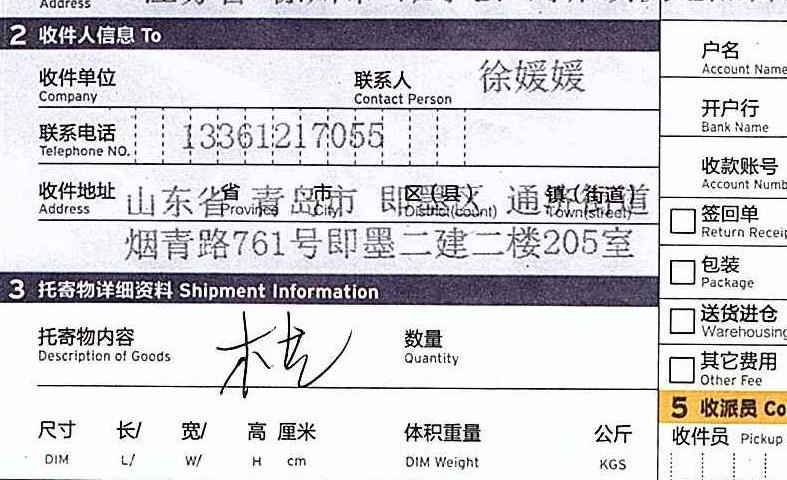 Address
2 收件人信息 To
收件单位 联系人 徐媛媛
Company Contact Person
联系电话 13361217055
Telephone NO.
收件地址 山东省 青岛市 即墨区 通济街道
Address 省 Province 市 City 区(县) District(count) 镇(街道) Town(street)
烟青路761号即墨二建二楼205室
3 托寄物详细资料 Shipment Information
托寄物内容 数量
Description of Goods Quantity
尺寸 长/ 宽/ 高 厘米 体积重量 公斤
DIM L/ W/ H cm DIM Weight KGS
户名
Account Name
开户行
Bank Name
收款账号
Account Numb
签回单
Return Receip
包装
Package
送货进仓
Warehousing
其它费用
Other Fee
5 收派员 Co
收件员 Pickup